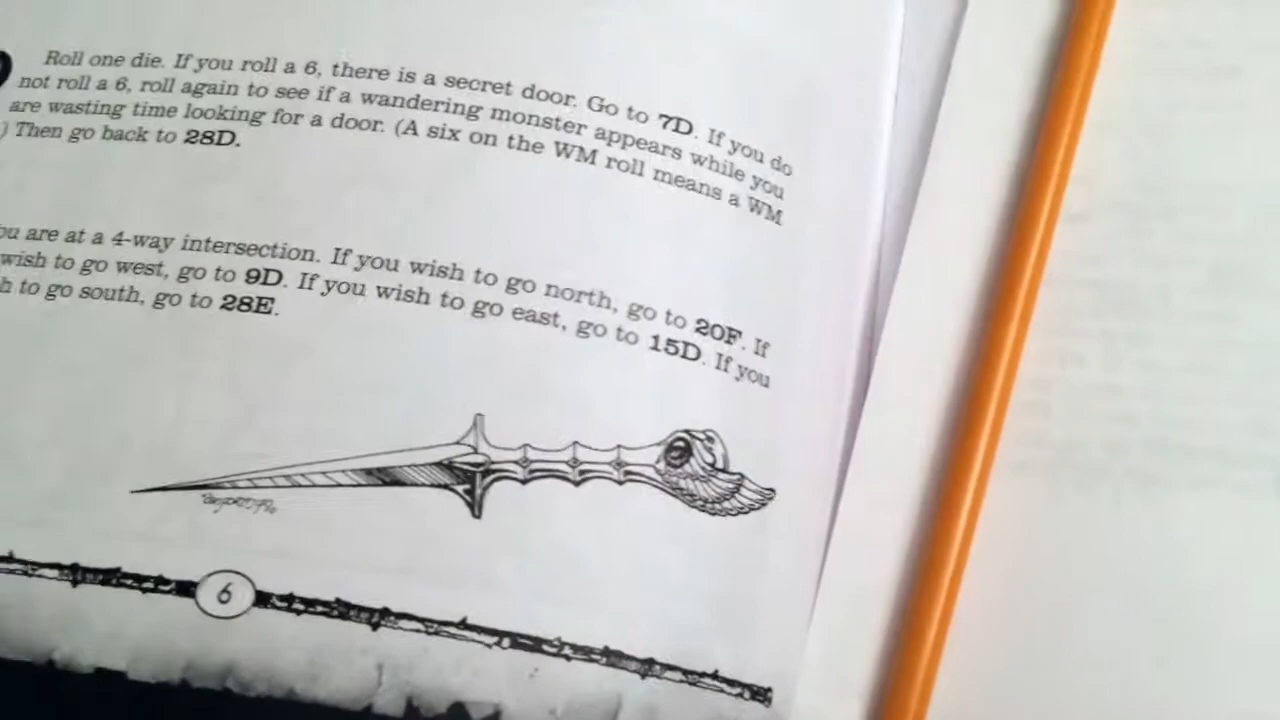 Roll one die. If you roll a 6, there is a secret door. Go to 7D. If you do
not roll a 6, roll again to see if a wandering monster appears while you
are wasting time looking for a door. (A six on the WM roll means a WM
) Then go back to 28D.
ou are at a 4-way intersection. If you wish to go north, go to 20F. If
wish to go west, go to 9D. If you wish to go east, go to 15D. If you
h to go south, go to 28E.
6